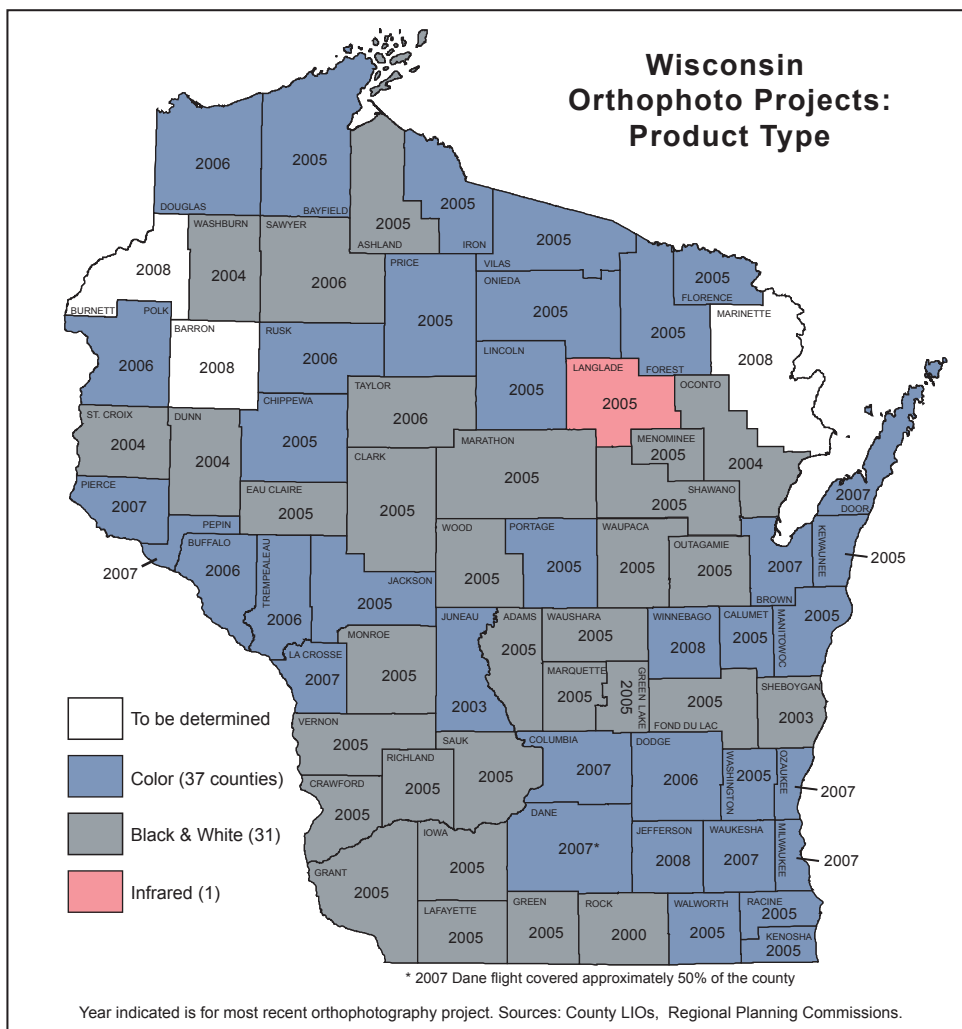 Wisconsin
Orthophoto Projects:
Product Type
2006
DOUGLAS
2005
BAYFIELD
2005
ASHLAND
2005
IRON
2005
VILAS
2008
BURNETT
WASHBURN
2004
SAWYER
2006
PRICE
2005
ONIEDA
2005
2005
FOREST
2005
FLORENCE
MARINETTE
2008
POLK
2006
BARRON
2008
RUSK
2006
LINCOLN
2005
LANGLADE
2005
TAYLOR
2006
CHIPPEWA
2005
OCONTO
2004
MENOMINEE
2005
ST. CROIX
2004
DUNN
2004
MARATHON
2005
CLARK
2005
2005
SHAWANO
PIERCE
2007
EAU CLAIRE
2005
PEPIN
2007
BUFFALO
2006
TREMPEALEAU
2006
JACKSON
2005
WOOD
2005
PORTAGE
2005
WAUPACA
2005
OUTAGAMIE
2005
2007
BROWN
2007
DOOR
KEWAUNEE
2005
LA CROSSE
2007
MONROE
2005
JUNEAU
2003
ADAMS
2005
WAUSHARA
2005
WINNEBAGO
2008
CALUMET
2005
MANITOWOC
2005
MARQUETTE
2005
GREEN LAKE
2005
2005
FOND DU LAC
SHEBOYGAN
2003
VERNON
2005
RICHLAND
2005
SAUK
2005
COLUMBIA
2007
DODGE
2006
WASHINGTON
2005
OZAUKEE
2007
CRAWFORD
2005
IOWA
2005
DANE
2007*
JEFFERSON
2008
WAUKESHA
2007
MILWAUKEE
2007
GRANT
2005
LAFAYETTE
2005
GREEN
2005
ROCK
2000
WALWORTH
2005
RACINE
2005
KENOSHA
2005
To be determined
Color (37 counties)
Black & White (31)
Infrared (1)
* 2007 Dane flight covered approximately 50% of the county
Year indicated is for most recent orthophotography project. Sources: County LIOs, Regional Planning Commissions.